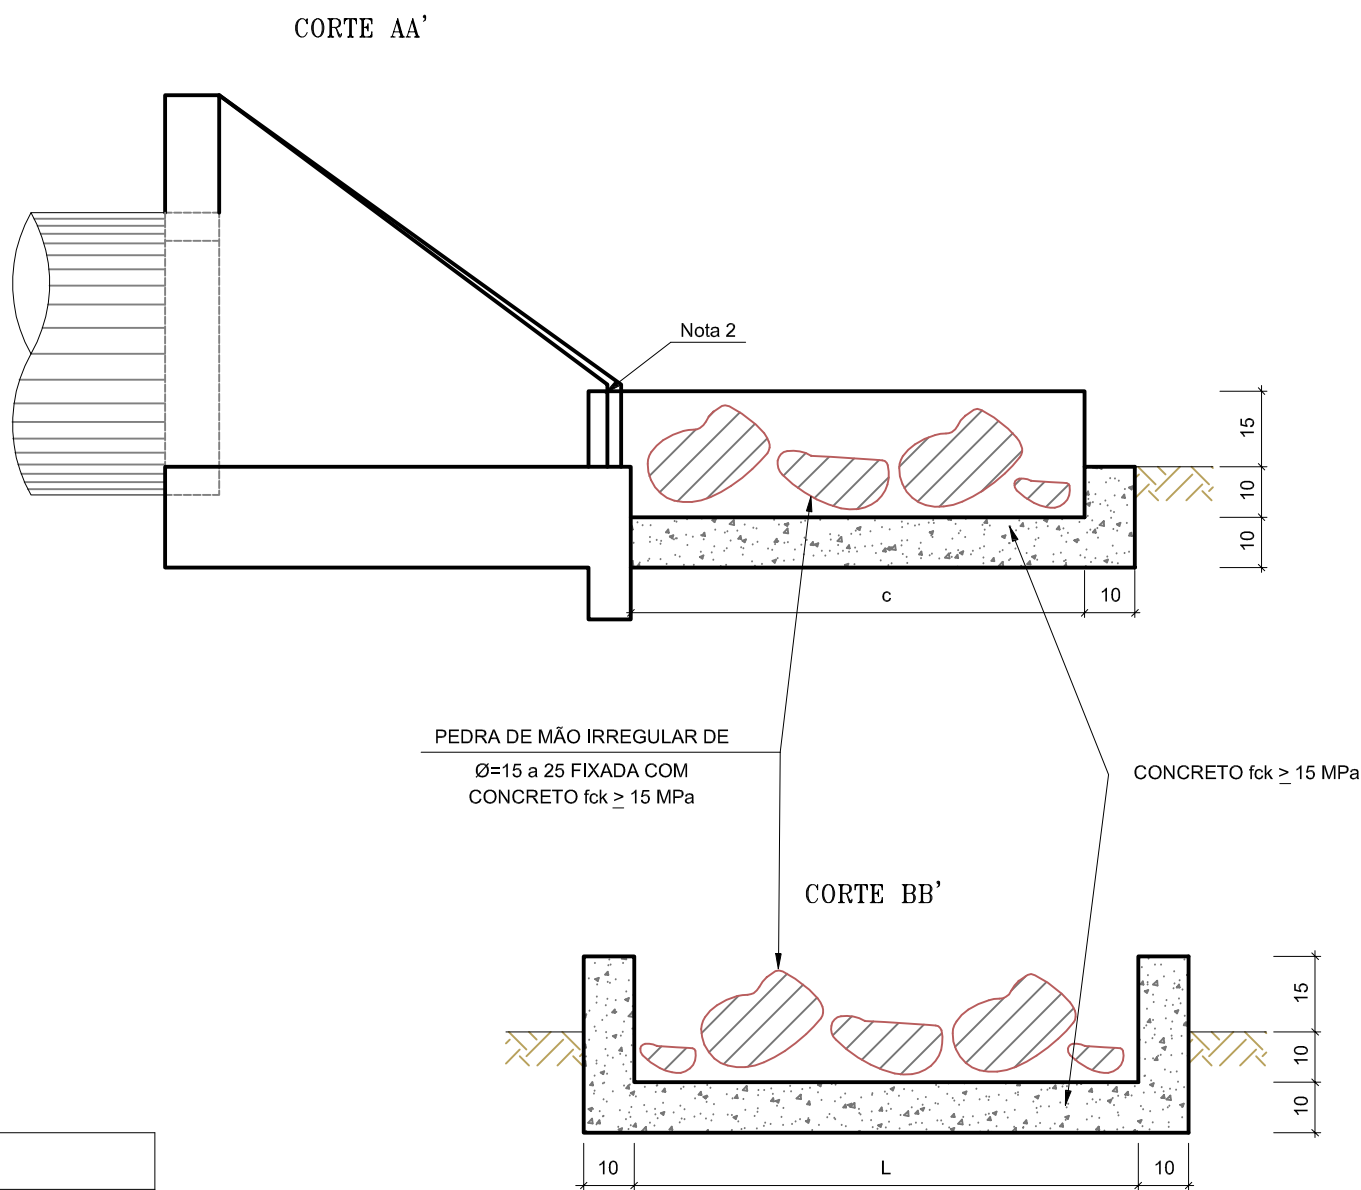 CORTE AA'
Nota 2
15
10
10
c
10
PEDRA DE MÃO IRREGULAR DE
Ø=15 a 25 FIXADA COM
CONCRETO fck ≥ 15 MPa
CONCRETO fck ≥ 15 MPa
CORTE BB'
15
10
10
10
L
10